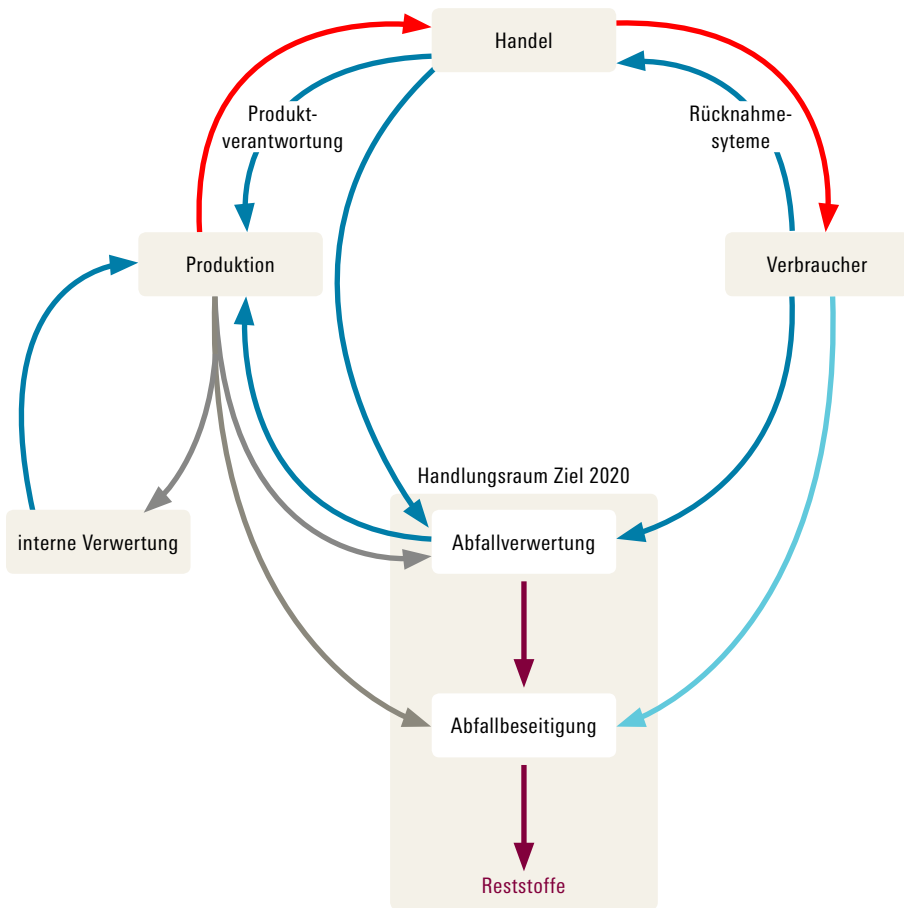 Handel
Produkt-
verantwortung
Rücknahme-
syteme
Produktion
Verbraucher
Handlungsraum Ziel 2020
interne Verwertung
Abfallverwertung
Abfallbeseitigung
Reststoffe